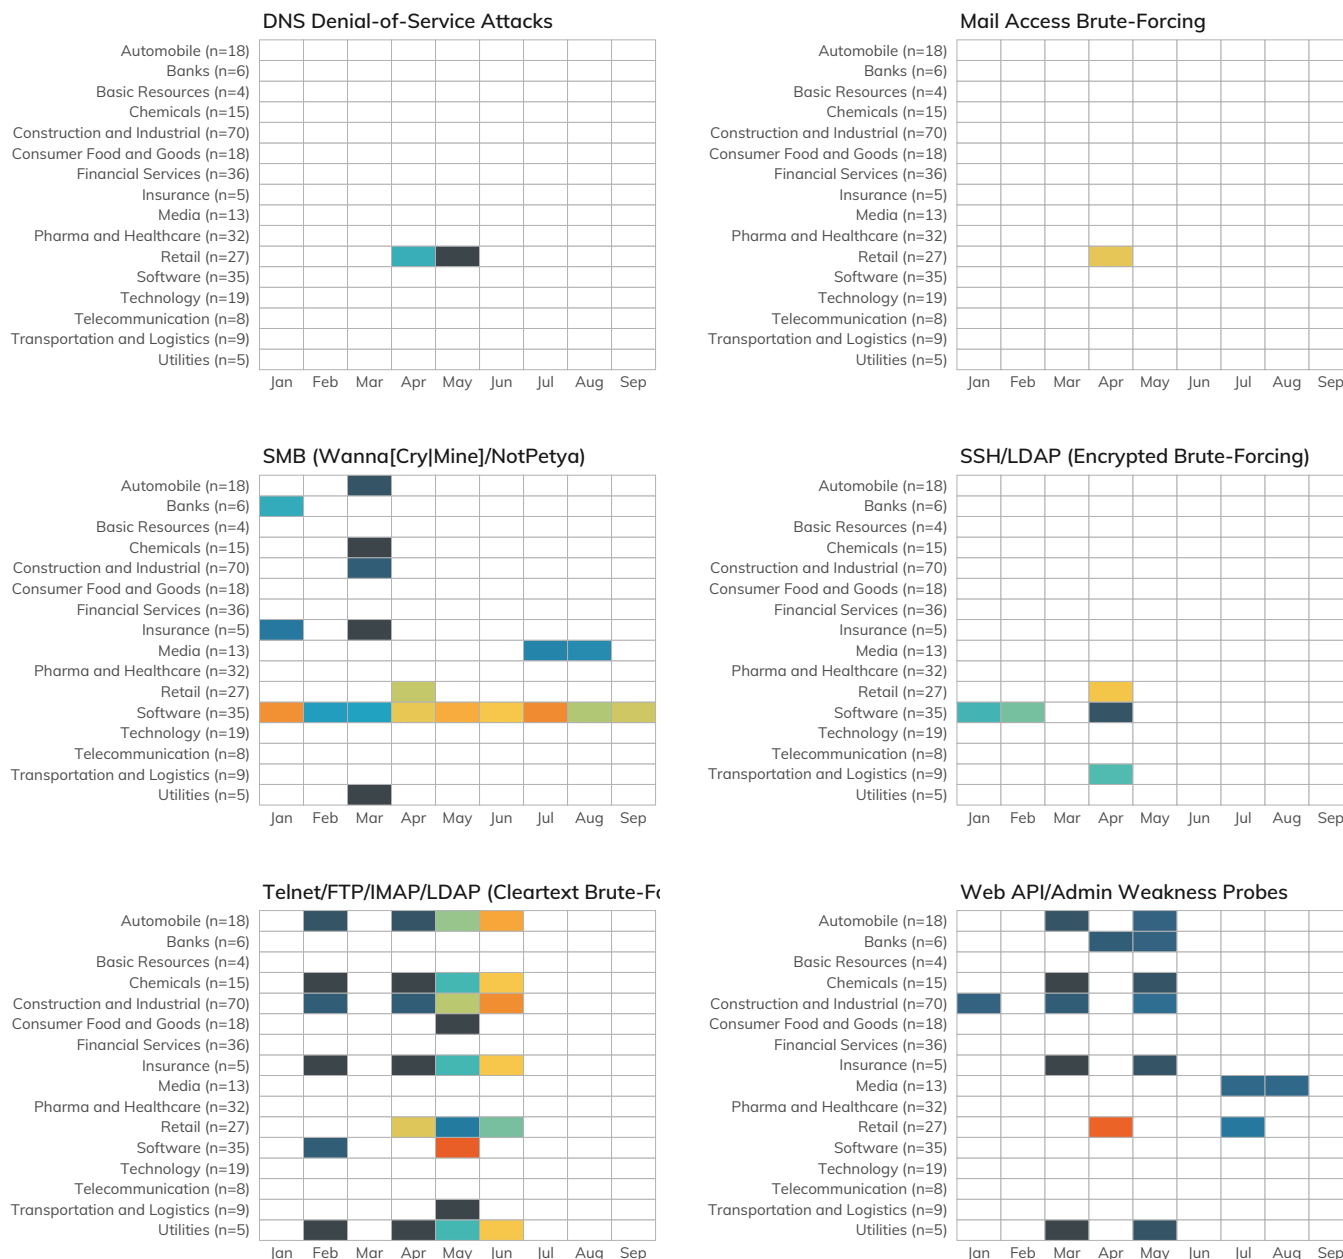 DNS Denial-of-Service Attacks
Automobile (n=18)
Banks (n=6)
Basic Resources (n=4)
Chemicals (n=15)
Construction and Industrial (n=70)
Consumer Food and Goods (n=18)
Financial Services (n=36)
Insurance (n=5)
Media (n=13)
Pharma and Healthcare (n=32)
Retail (n=27)
Software (n=35)
Technology (n=19)
Telecommunication (n=8)
Transportation and Logistics (n=9)
Utilities (n=5)
Jan Feb Mar Apr May Jun Jul Aug Sep
Mail Access Brute-Forcing
Automobile (n=18)
Banks (n=6)
Basic Resources (n=4)
Chemicals (n=15)
Construction and Industrial (n=70)
Consumer Food and Goods (n=18)
Financial Services (n=36)
Insurance (n=5)
Media (n=13)
Pharma and Healthcare (n=32)
Retail (n=27)
Software (n=35)
Technology (n=19)
Telecommunication (n=8)
Transportation and Logistics (n=9)
Utilities (n=5)
Jan Feb Mar Apr May Jun Jul Aug Sep
SMB (Wanna[Cry|Mine]/NotPetya)
Automobile (n=18)
Banks (n=6)
Basic Resources (n=4)
Chemicals (n=15)
Construction and Industrial (n=70)
Consumer Food and Goods (n=18)
Financial Services (n=36)
Insurance (n=5)
Media (n=13)
Pharma and Healthcare (n=32)
Retail (n=27)
Software (n=35)
Technology (n=19)
Telecommunication (n=8)
Transportation and Logistics (n=9)
Utilities (n=5)
Jan Feb Mar Apr May Jun Jul Aug Sep
SSH/LDAP (Encrypted Brute-Forcing)
Automobile (n=18)
Banks (n=6)
Basic Resources (n=4)
Chemicals (n=15)
Construction and Industrial (n=70)
Consumer Food and Goods (n=18)
Financial Services (n=36)
Insurance (n=5)
Media (n=13)
Pharma and Healthcare (n=32)
Retail (n=27)
Software (n=35)
Technology (n=19)
Telecommunication (n=8)
Transportation and Logistics (n=9)
Utilities (n=5)
Jan Feb Mar Apr May Jun Jul Aug Sep
Telnet/FTP/IMAP/LDAP (Cleartext Brute-Fo
Automobile (n=18)
Banks (n=6)
Basic Resources (n=4)
Chemicals (n=15)
Construction and Industrial (n=70)
Consumer Food and Goods (n=18)
Financial Services (n=36)
Insurance (n=5)
Media (n=13)
Pharma and Healthcare (n=32)
Retail (n=27)
Software (n=35)
Technology (n=19)
Telecommunication (n=8)
Transportation and Logistics (n=9)
Utilities (n=5)
Jan Feb Mar Apr May Jun Jul Aug Sep
Web API/Admin Weakness Probes
Automobile (n=18)
Banks (n=6)
Basic Resources (n=4)
Chemicals (n=15)
Construction and Industrial (n=70)
Consumer Food and Goods (n=18)
Financial Services (n=36)
Insurance (n=5)
Media (n=13)
Pharma and Healthcare (n=32)
Retail (n=27)
Software (n=35)
Technology (n=19)
Telecommunication (n=8)
Transportation and Logistics (n=9)
Utilities (n=5)
Jan Feb Mar Apr May Jun Jul Aug Sep